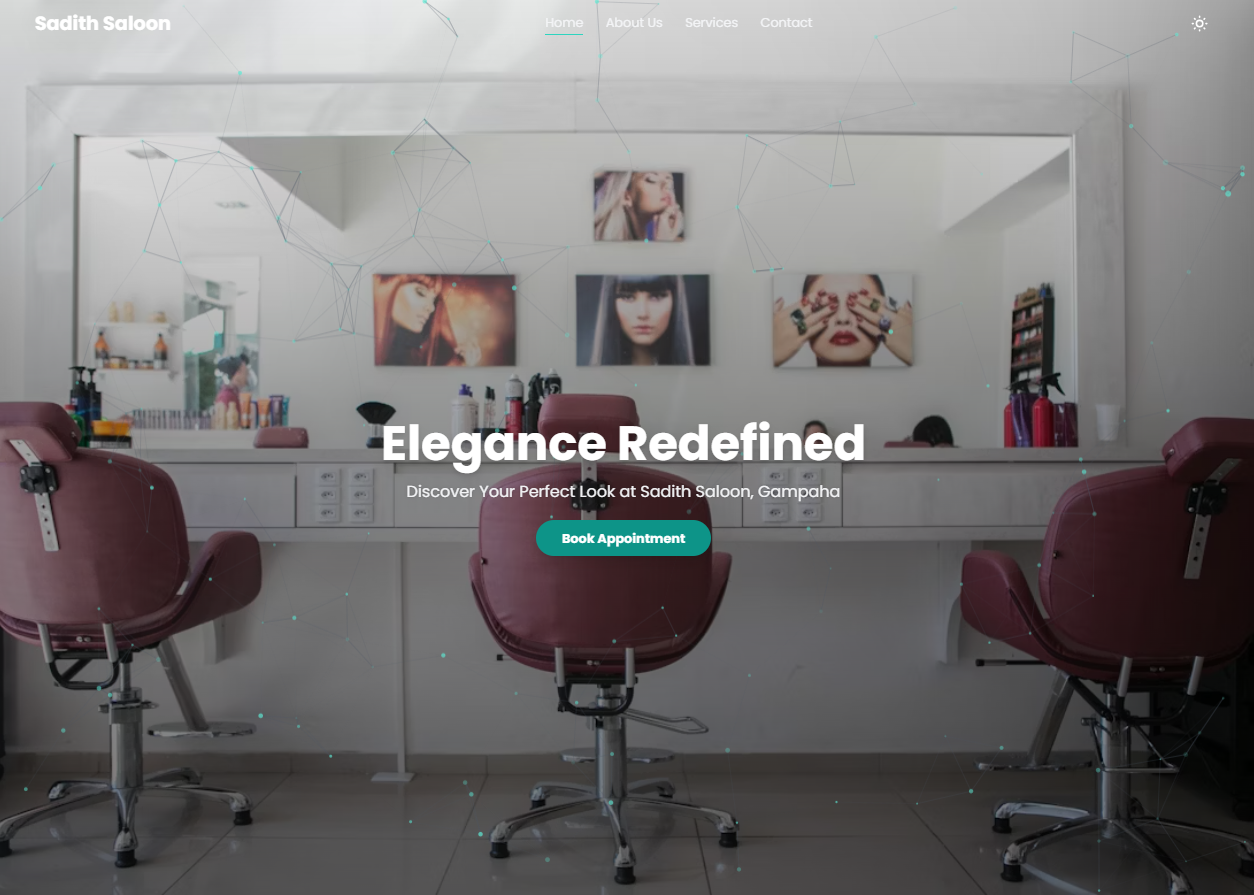 Sadith Saloon
Home About Us Services Contact
Elegance Redefined
Discover Your Perfect Look at Sadith Saloon, Gampaha
Book Appointment